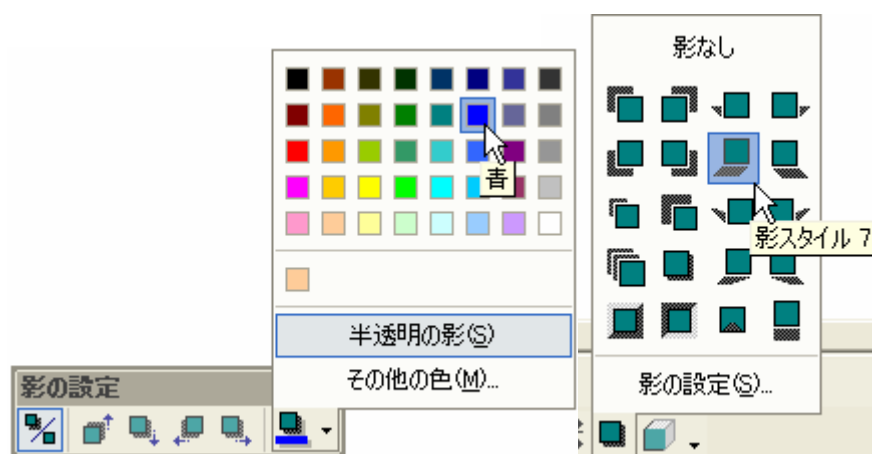 影なし
青
影スタイル 7
半透明の影(S)
その他の色(M)...
影の設定(S)...
影の設定